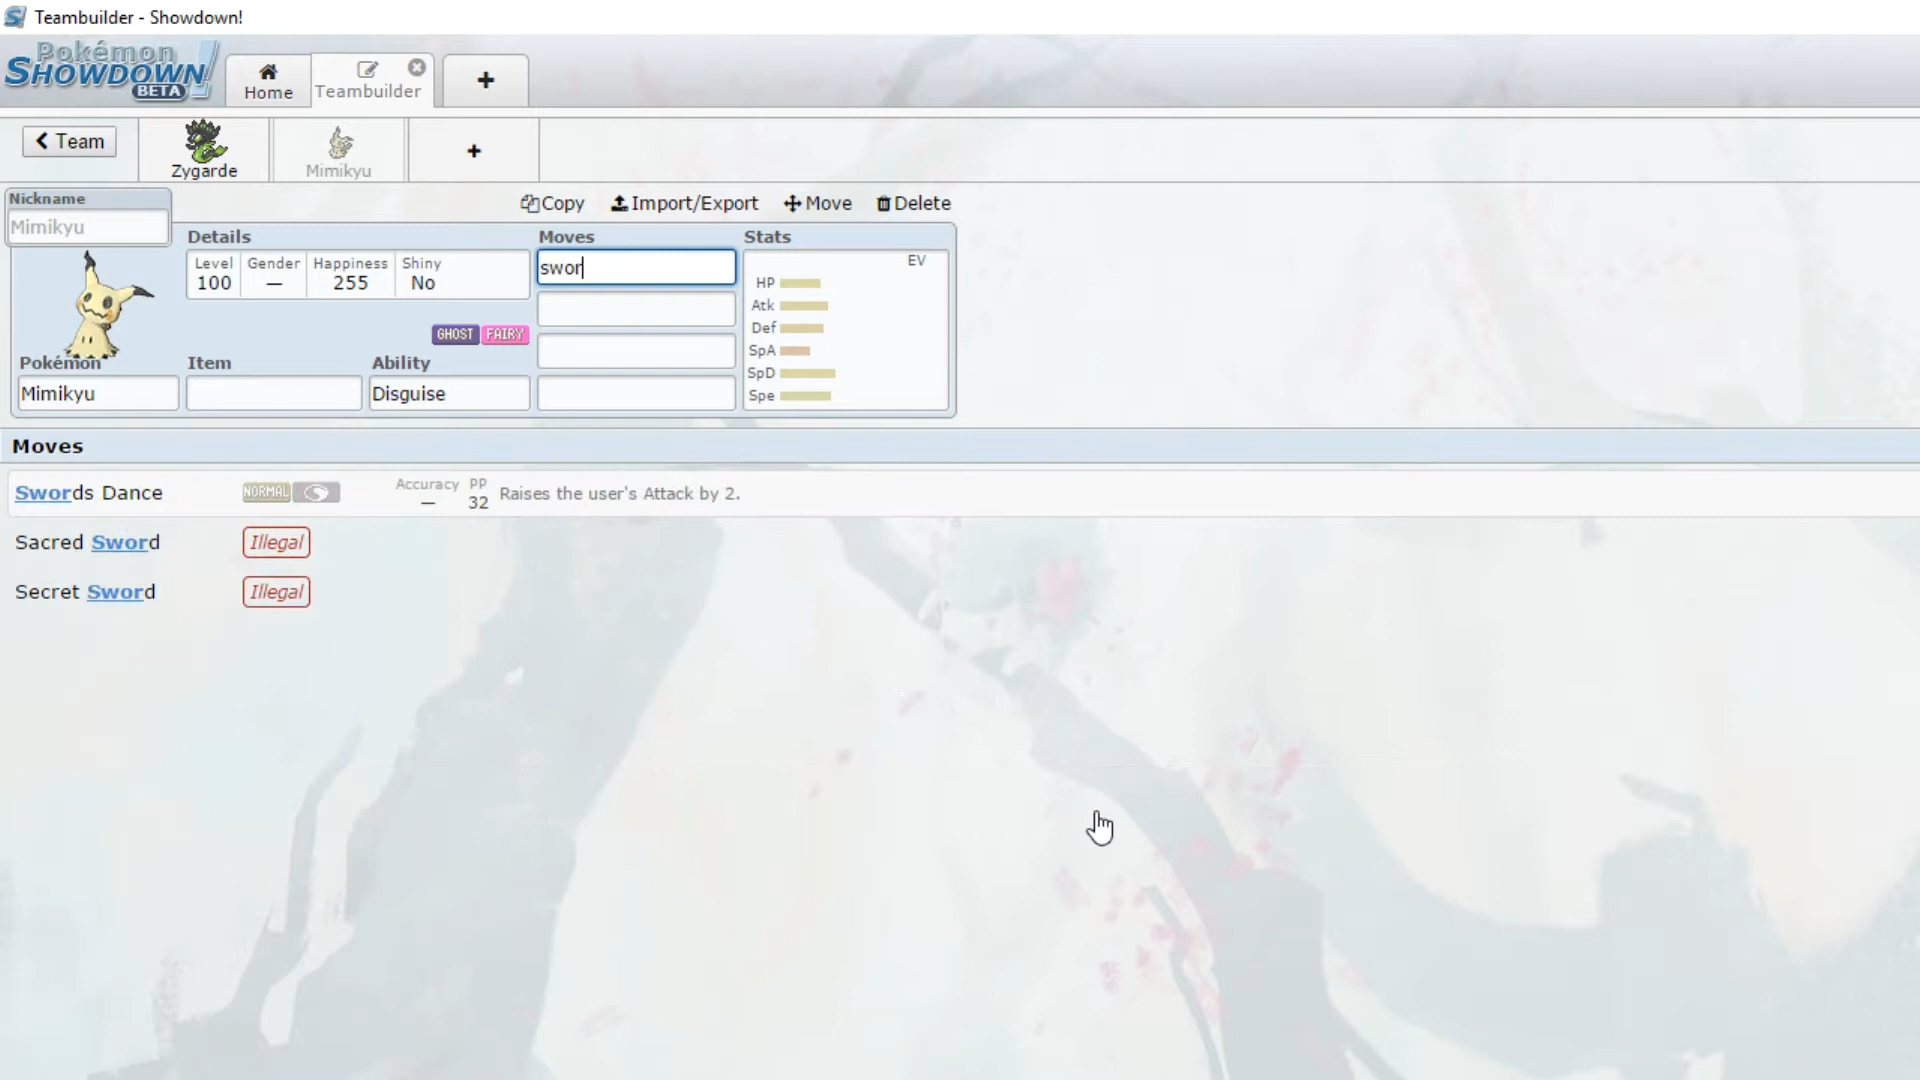 Teambuilder - Showdown!
Pokémon
SHOWDOWN!
BETA
Home
Teambuilder
+
Team
Zygarde
Mimikyu
+
Nickname
Mimikyu
Copy
Import/Export
Move
Delete
Details
Level
100
Gender
—
Happiness
255
Shiny
No
GHOST FAIRY
Pokémon
Mimikyu
Item
Ability
Disguise
Moves
swor
Stats
EV
HP
Atk
Def
SpA
SpD
Spe
Moves
Swords Dance NORMAL Accuracy — PP 32 Raises the user's Attack by 2.
Sacred Sword Illegal
Secret Sword Illegal